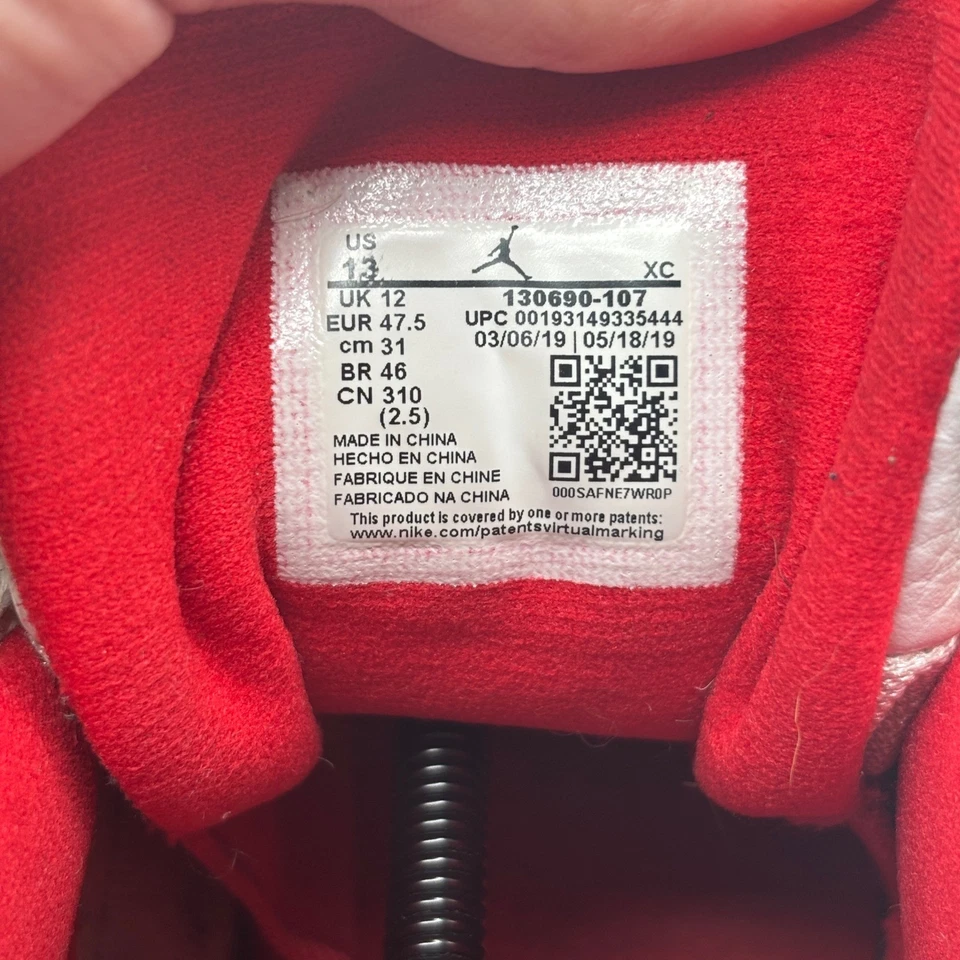 US
13
XC
UK 12
130690-107
EUR 47.5
UPC 00193149335444
cm 31
03/06/19 | 05/18/19
BR 46
CN 310
(2.5)
MADE IN CHINA
HECHO EN CHINA
FABRIQUE EN CHINE
FABRICADO NA CHINA
000SAFNE7WR0P
This product is covered by one or more patents:
www.nike.com/patentsvirtualmarking